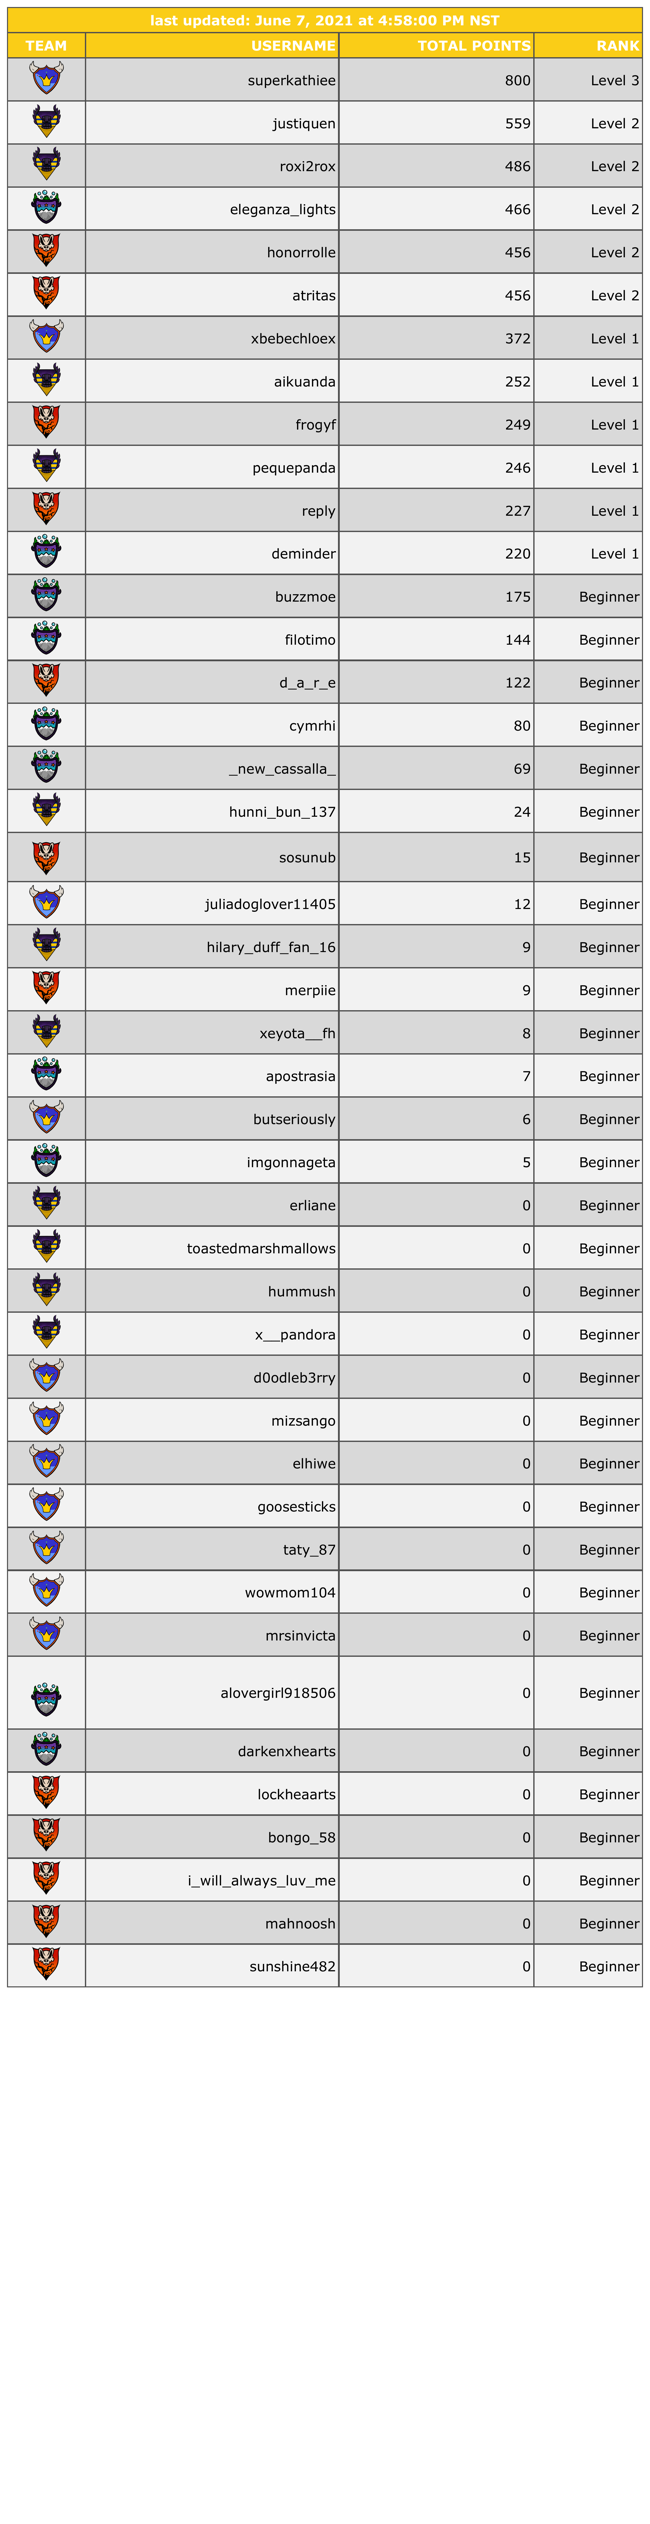 last updated: June 7, 2021 at 4:58:00 PM NST
TEAM USERNAME TOTAL POINTS RANK
superkathiee 800 Level 3
justiquen 559 Level 2
roxi2rox 486 Level 2
eleganza_lights 466 Level 2
honorrolle 456 Level 2
atritas 456 Level 2
xbebechloex 372 Level 1
aikuanda 252 Level 1
frogyf 249 Level 1
pequepanda 246 Level 1
reply 227 Level 1
deminder 220 Level 1
buzzmoe 175 Beginner
filotimo 144 Beginner
d_a_r_e 122 Beginner
cymrhi 80 Beginner
_new_cassalla_ 69 Beginner
hunni_bun_137 24 Beginner
sosunub 15 Beginner
juliadoglover11405 12 Beginner
hilary_duff_fan_16 9 Beginner
merpiie 9 Beginner
xeyota__fh 8 Beginner
apostrasia 7 Beginner
butseriously 6 Beginner
imgonnageta 5 Beginner
erliane 0 Beginner
toastedmarshmallows 0 Beginner
hummush 0 Beginner
x__pandora 0 Beginner
d0odleb3rry 0 Beginner
mizsango 0 Beginner
elhiwe 0 Beginner
goosesticks 0 Beginner
taty_87 0 Beginner
wowmom104 0 Beginner
mrsinvicta 0 Beginner
alovergirl918506 0 Beginner
darkenxhearts 0 Beginner
lockheaarts 0 Beginner
bongo_58 0 Beginner
i_will_always_luv_me 0 Beginner
mahnoosh 0 Beginner
sunshine482 0 Beginner